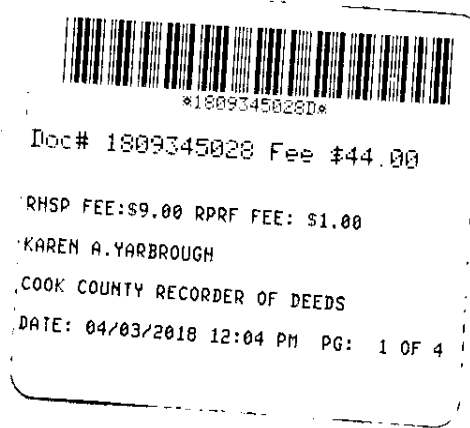 *1809345028D*
Doc# 1809345028 Fee $44.00
RHSP FEE:$9.00 RPRF FEE: $1.00
KAREN A.YARBROUGH
COOK COUNTY RECORDER OF DEEDS
DATE: 04/03/2018 12:04 PM PG: 1 OF 4